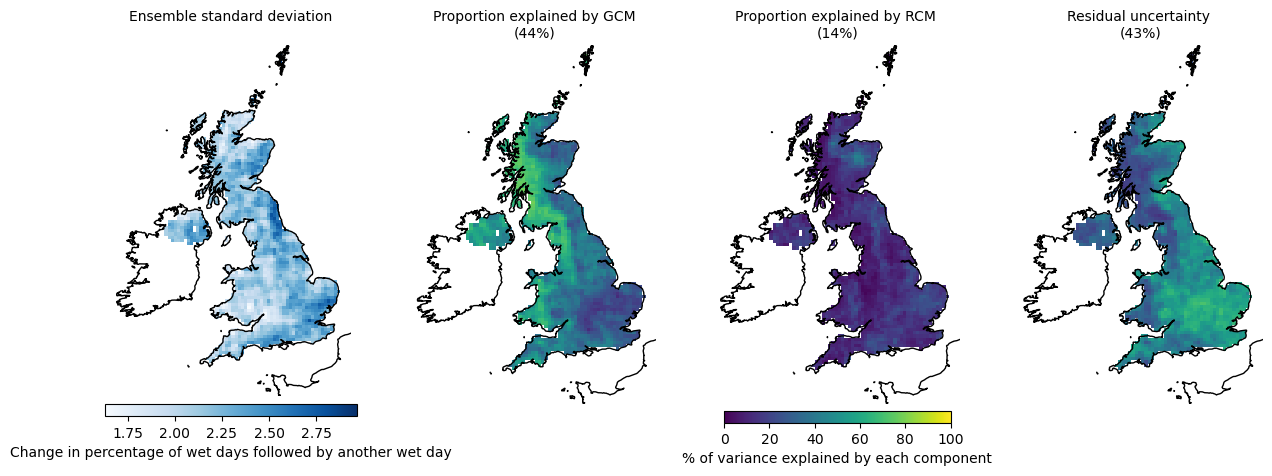 Ensemble standard deviation
Proportion explained by GCM
(44%)
Proportion explained by RCM
(14%)
Residual uncertainty
(43%)
1.75 2.00 2.25 2.50 2.75
Change in percentage of wet days followed by another wet day
0 20 40 60 80 100
% of variance explained by each component